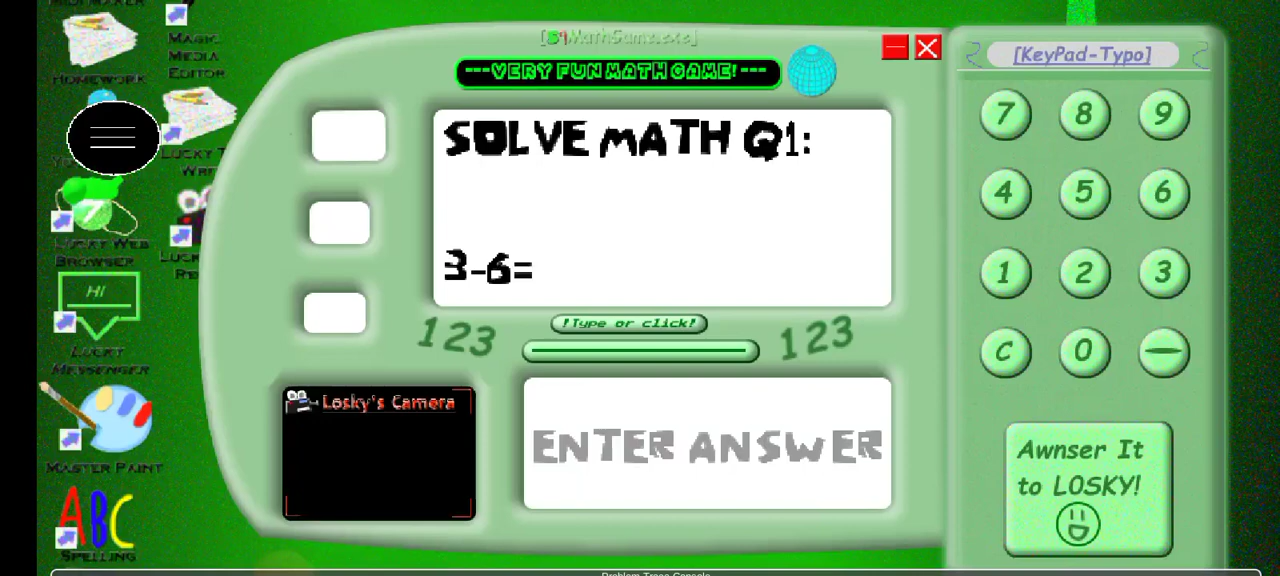 HOMEWORK
MAGIC
MEDIA
EDITOR
LUCKY WEB
BROWSER
HI
LUCKY
MESSENGER
MASTER PAINT
ABC
SPELLING
---VERY FUN MATH GAME!---
SOLVE MATH Q1:
3-6=
!Type or click!
123
123
Losky's Camera
ENTER ANSWER
[KeyPad-Typo]
7 8 9
4 5 6
1 2 3
C 0 —
Awnser It
to LOSKY!